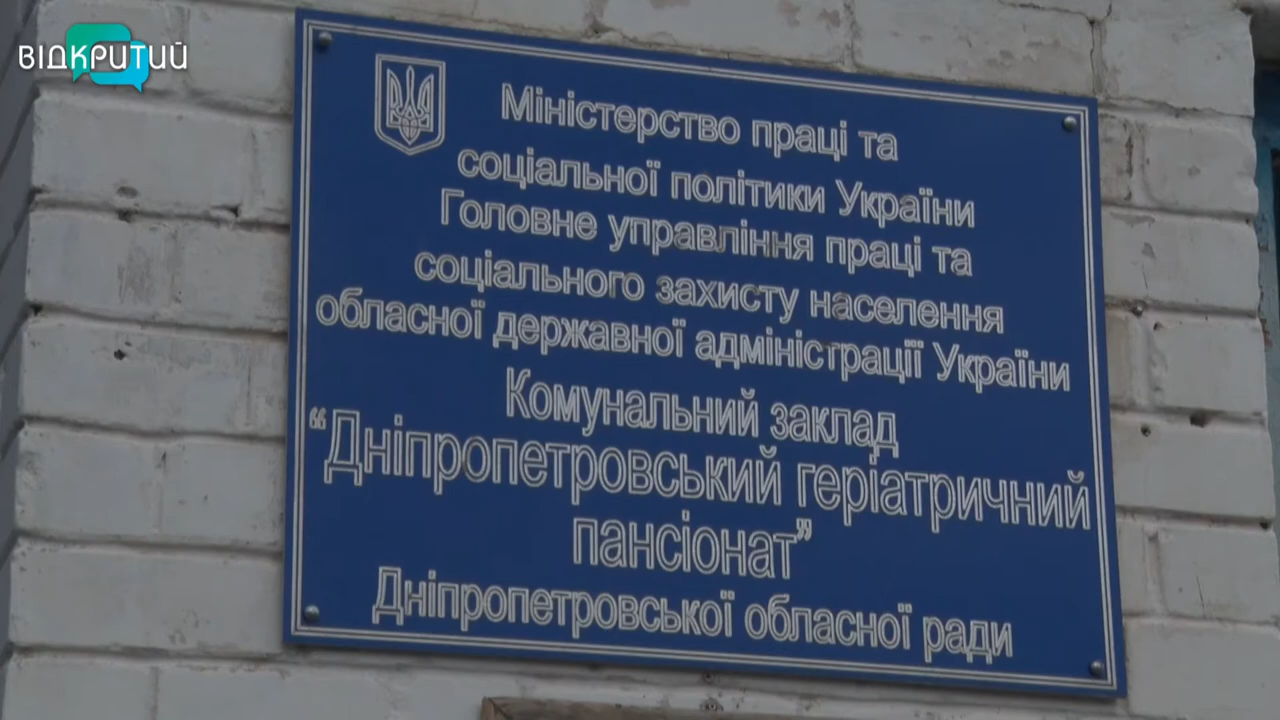 ВІДКРИТИЙ
Міністерство праці та
соціальної політики України
Головне управління праці та
соціального захисту населення
обласної державної адміністрації України
Комунальний заклад
“Дніпропетровський геріатричний
пансіонат”
Дніпропетровської обласної ради